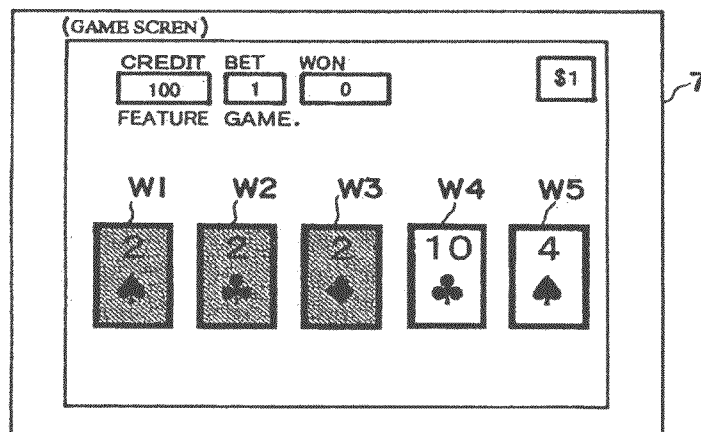 (GAME SCREN)
CREDIT BET WON
100 1 0 $1
FEATURE GAME.
7
W1 W2 W3 W4 W5
2 2 2 10 4